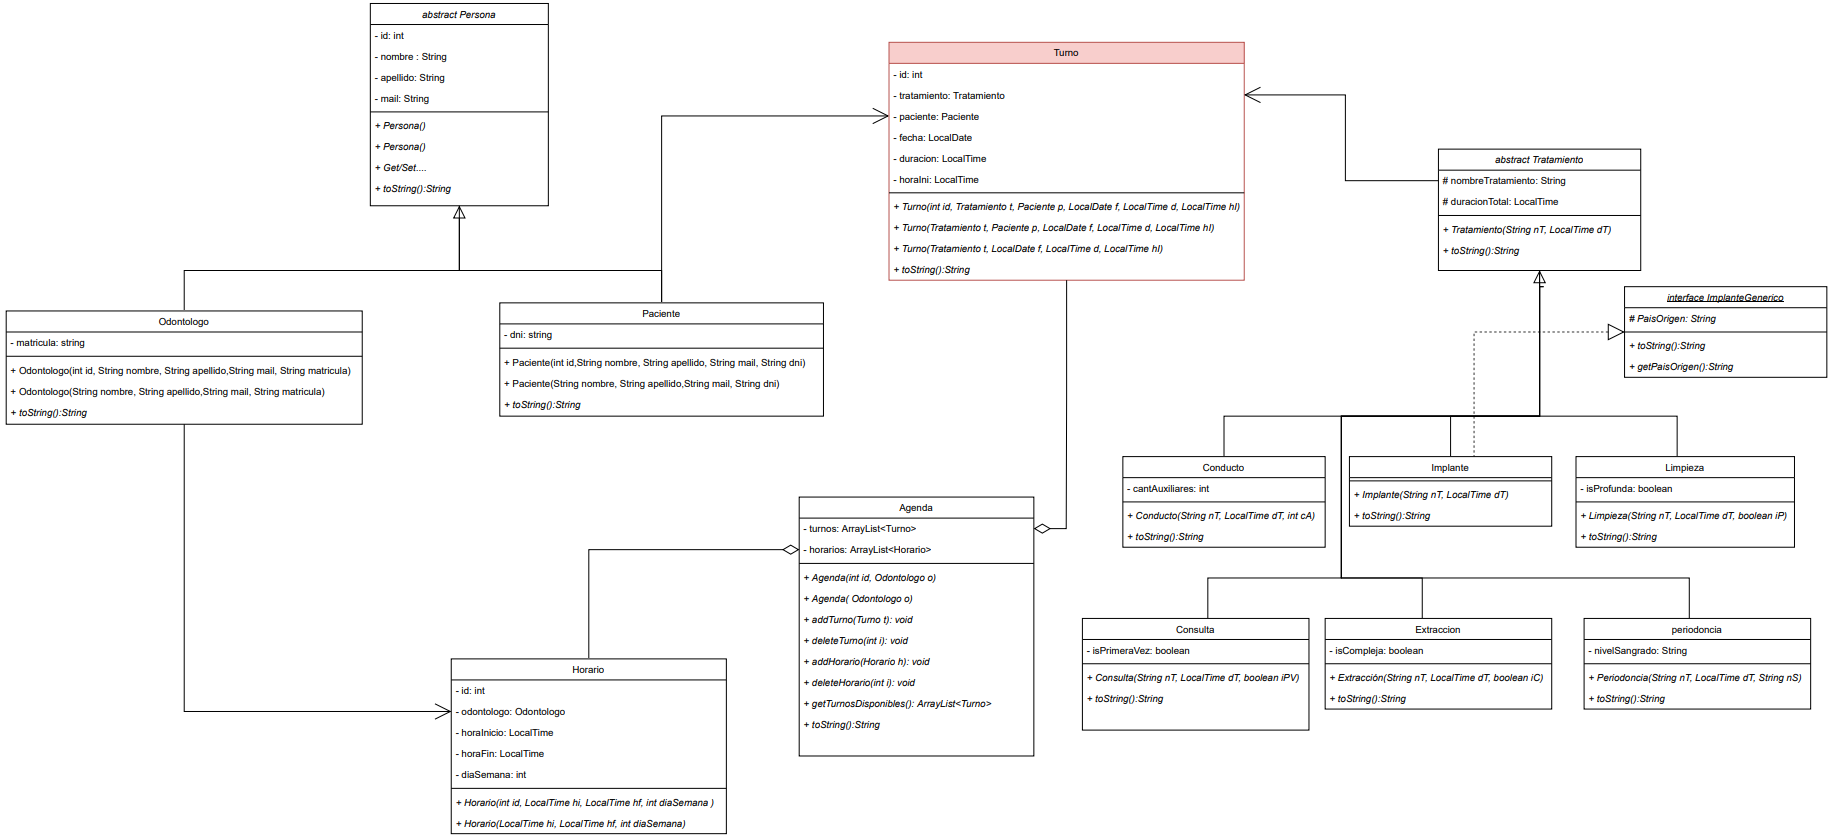 abstract Persona
- id: int
- nombre : String
- apellido: String
- mail: String
+ Persona()
+ Persona()
+ Get/Set....
+ toString():String
Turno
- id: int
- tratamiento: Tratamiento
- paciente: Paciente
- fecha: LocalDate
- duracion: LocalTime
- horaIni: LocalTime
+ Turno(int id, Tratamiento t, Paciente p, LocalDate f, LocalTime d, LocalTime hI)
+ Turno(Tratamiento t, Paciente p, LocalDate f, LocalTime d, LocalTime hI)
+ Turno(Tratamiento t, LocalDate f, LocalTime d, LocalTime hI)
+ toString():String
abstract Tratamiento
# nombreTratamiento: String
# duracionTotal: LocalTime
+ Tratamiento(String nT, LocalTime dT)
+ toString():String
interface ImplanteGenerico
# PaisOrigen: String
+ toString():String
+ getPaisOrigen():String
Odontologo
- matricula: string
+ Odontologo(int id, String nombre, String apellido,String mail, String matricula)
+ Odontologo(String nombre, String apellido,String mail, String matricula)
+ toString():String
Paciente
- dni: string
+ Paciente(int id,String nombre, String apellido, String mail, String dni)
+ Paciente(String nombre, String apellido,String mail, String dni)
+ toString():String
Conducto
- cantAuxiliares: int
+ Conducto(String nT, LocalTime dT, int cA)
+ toString():String
Implante
+ Implante(String nT, LocalTime dT)
+ toString():String
Limpieza
- isProfunda: boolean
+ Limpieza(String nT, LocalTime dT, boolean iP)
+ toString():String
Agenda
- turnos: ArrayList<Turno>
- horarios: ArrayList<Horario>
+ Agenda(int id, Odontologo o)
+ Agenda( Odontologo o)
+ addTurno(Turno t): void
+ deleteTurno(int i): void
+ addHorario(Horario h): void
+ deleteHorario(int i): void
+ getTurnosDisponibles(): ArrayList<Turno>
+ toString():String
Consulta
- isPrimeraVez: boolean
+ Consulta(String nT, LocalTime dT, boolean iPV)
+ toString():String
Extraccion
- isCompleja: boolean
+ Extracción(String nT, LocalTime dT, boolean iC)
+ toString():String
periodoncia
- nivelSangrado: String
+ Periodoncia(String nT, LocalTime dT, String nS)
+ toString():String
Horario
- id: int
- odontologo: Odontologo
- horaInicio: LocalTime
- horaFin: LocalTime
- diaSemana: int
+ Horario(int id, LocalTime hi, LocalTime hf, int diaSemana )
+ Horario(LocalTime hi, LocalTime hf, int diaSemana)